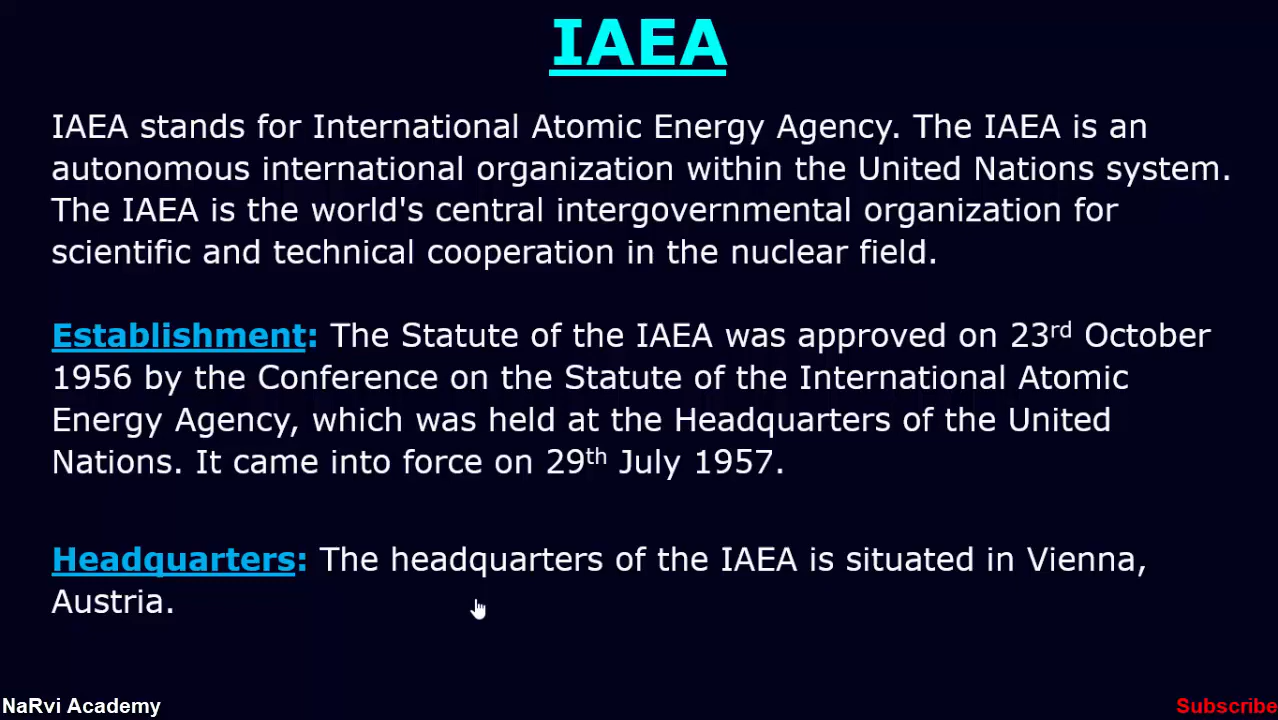 IAEA
IAEA stands for International Atomic Energy Agency. The IAEA is an
autonomous international organization within the United Nations system.
The IAEA is the world's central intergovernmental organization for
scientific and technical cooperation in the nuclear field.
Establishment: The Statute of the IAEA was approved on 23rd October
1956 by the Conference on the Statute of the International Atomic
Energy Agency, which was held at the Headquarters of the United
Nations. It came into force on 29th July 1957.
Headquarters: The headquarters of the IAEA is situated in Vienna,
Austria.
NaRvi Academy
Subscribe